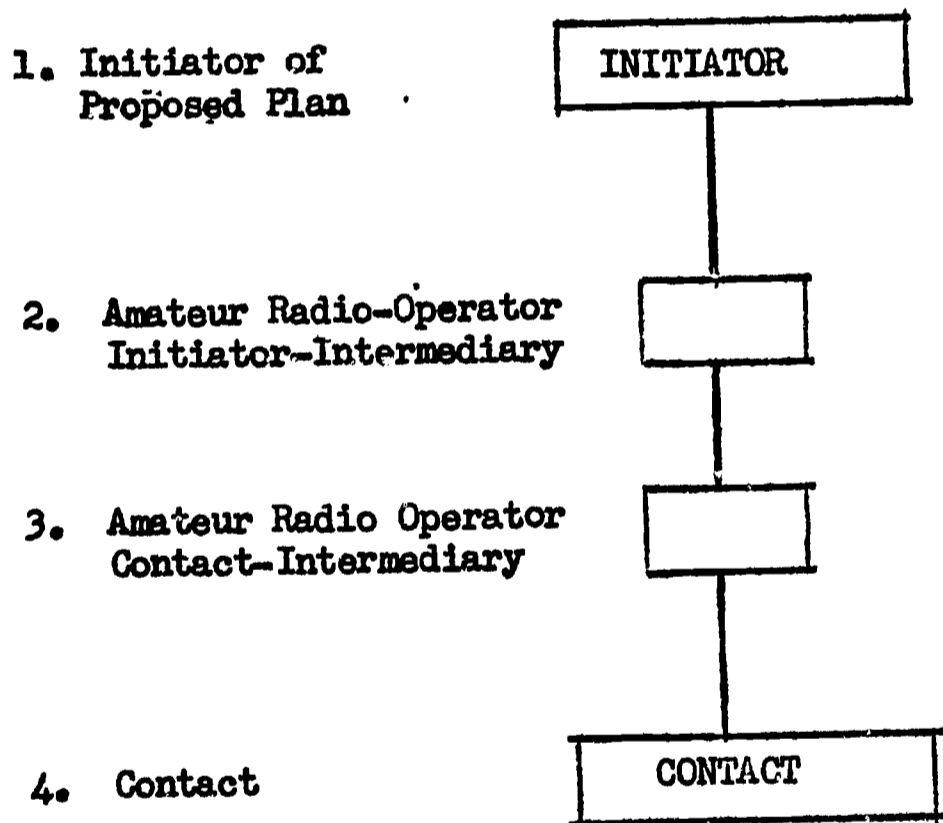 1. Initiator of
Proposed Plan
INITIATOR
2. Amateur Radio-Operator
Initiator-Intermediary
3. Amateur Radio Operator
Contact-Intermediary
4. Contact
CONTACT